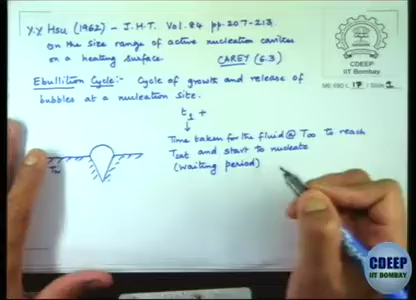 Y.Y Hsu (1962) - J.H.T. Vol. 84 pp. 207-213.
On the size range of active nucleation cavities
on a heating surface. CAREY (6.3)
Ebullition Cycle:- Cycle of growth and release of
bubbles at a nucleation site.
t1 +
Time taken for the fluid @ T∞ to reach
Tsat and start to nucleate
(Waiting period)
Tw
CDEEP
IIT Bombay
ME 690 L 17 / Slide 1
CDEEP
IIT BOMBAY